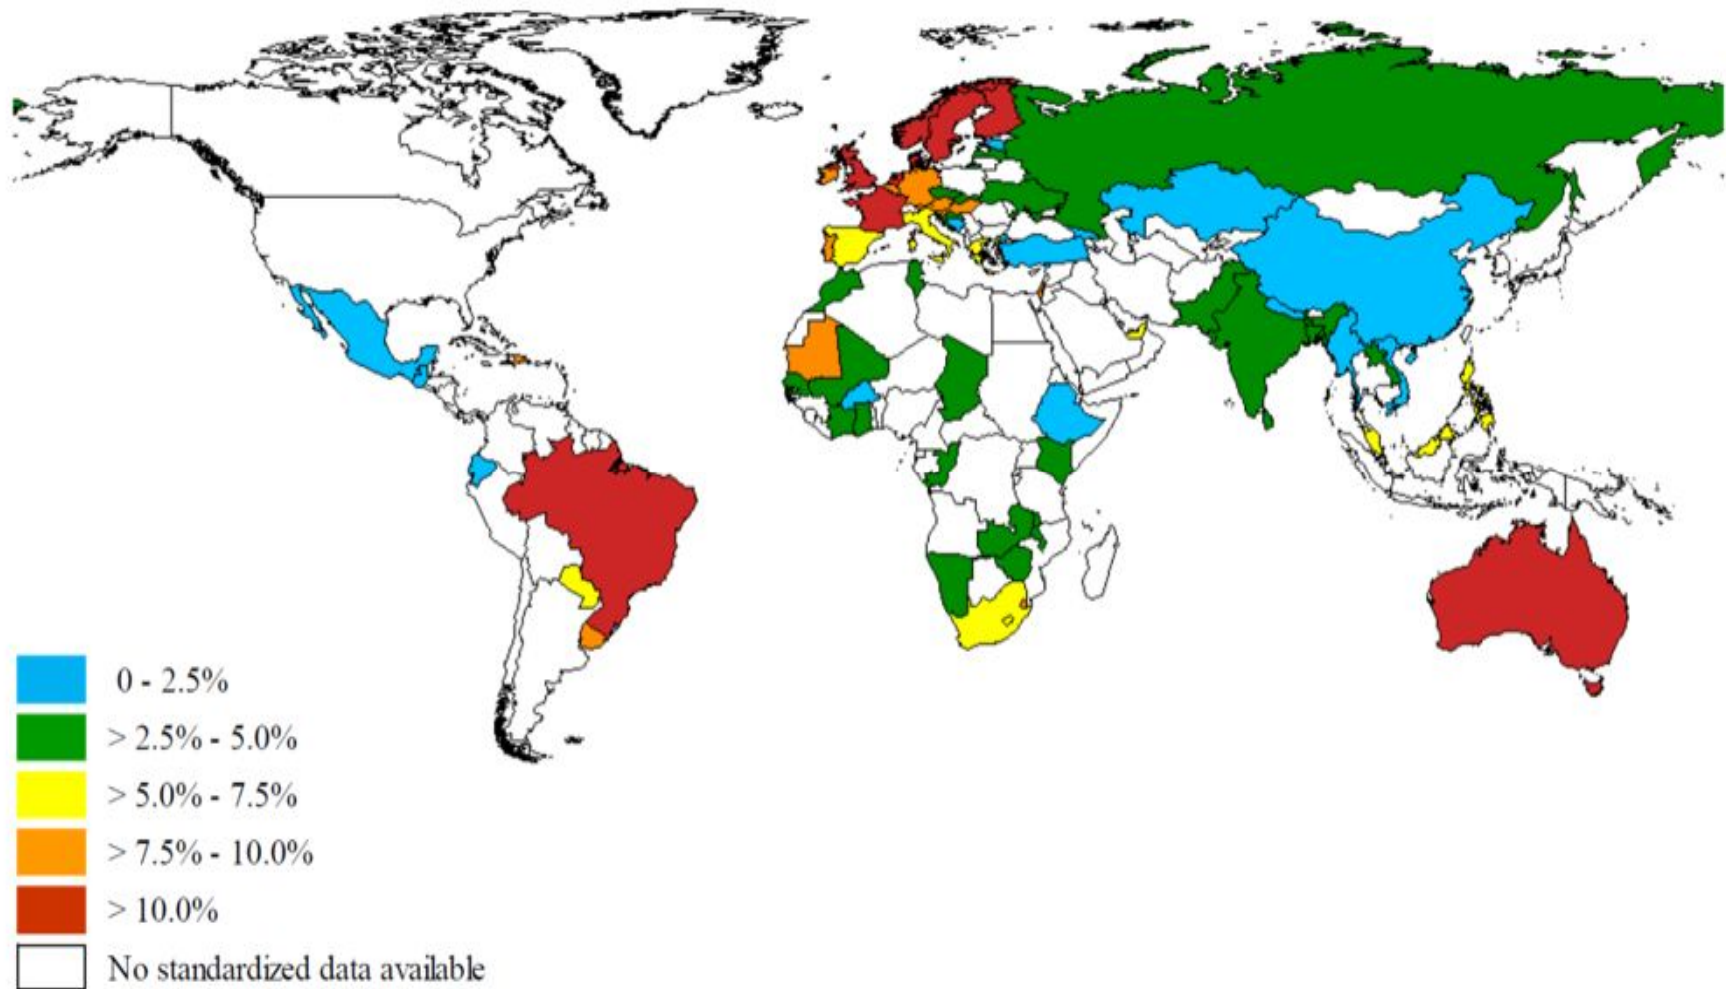 0 - 2.5%
> 2.5% - 5.0%
> 5.0% - 7.5%
> 7.5% - 10.0%
> 10.0%
No standardized data available